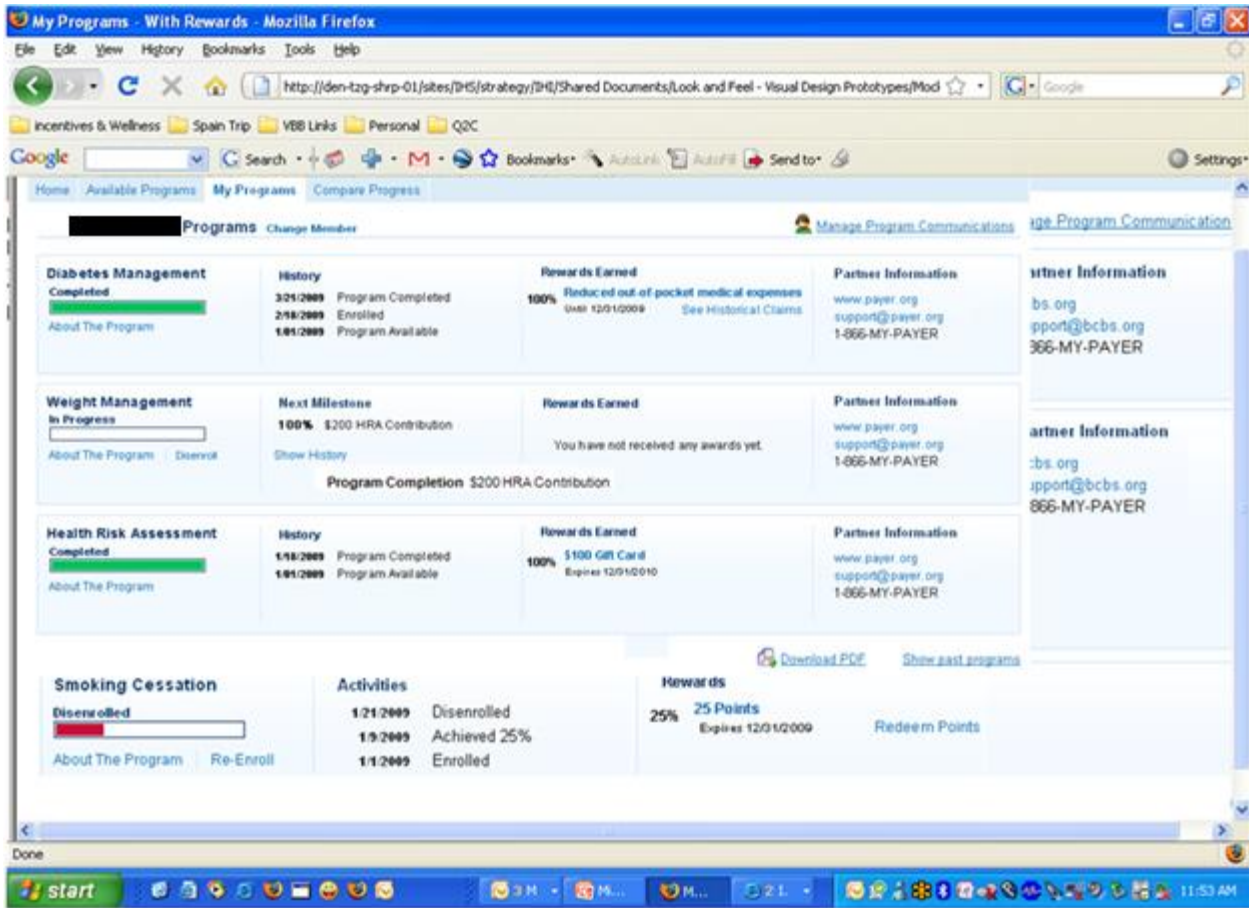 My Programs - With Rewards - Mozilla Firefox
File Edit View History Bookmarks Tools Help
http://den-tzg-shrp-01/sites/IHS/strategy/IHI/Shared Documents/Look and Feel - Visual Design Prototypes/Mod Google
incentives & Wellness Spain Trip VBB Links Personal Q2C
Google Search Bookmarks AutoLink AutoFill Send to Settings
Home Available Programs My Programs Compare Progress
Programs Change Member Manage Program Communications ge Program Communication
Diabetes Management
Completed
About The Program
History
3/21/2009 Program Completed
2/18/2009 Enrolled
1/01/2009 Program Available
Rewards Earned
100% Reduced out-of-pocket medical expenses
Until 12/31/2009 See Historical Claims
Partner Information
www.payer.org
support@payer.org
1-866-MY-PAYER
artner Information
bs.org
pport@bcbs.org
866-MY-PAYER
Weight Management
In Progress
About The Program Disenroll
Next Milestone
100% $200 HRA Contribution
Show History
Program Completion $200 HRA Contribution
Rewards Earned
You have not received any awards yet.
Partner Information
www.payer.org
support@payer.org
1-866-MY-PAYER
artner Information
bs.org
upport@bcbs.org
866-MY-PAYER
Health Risk Assessment
Completed
About The Program
History
1/18/2009 Program Completed
1/01/2009 Program Available
Rewards Earned
100% $100 Gift Card
Expires 12/31/2010
Partner Information
www.payer.org
support@payer.org
1-866-MY-PAYER
Download PDF Show past programs
Smoking Cessation
Disenrolled
About The Program Re-Enroll
Activities
1/21/2009 Disenrolled
1/9/2009 Achieved 25%
1/1/2009 Enrolled
Rewards
25% 25 Points
Expires 12/31/2009 Redeem Points
Done
start 3 M M... M... 2 I. 11:53 AM